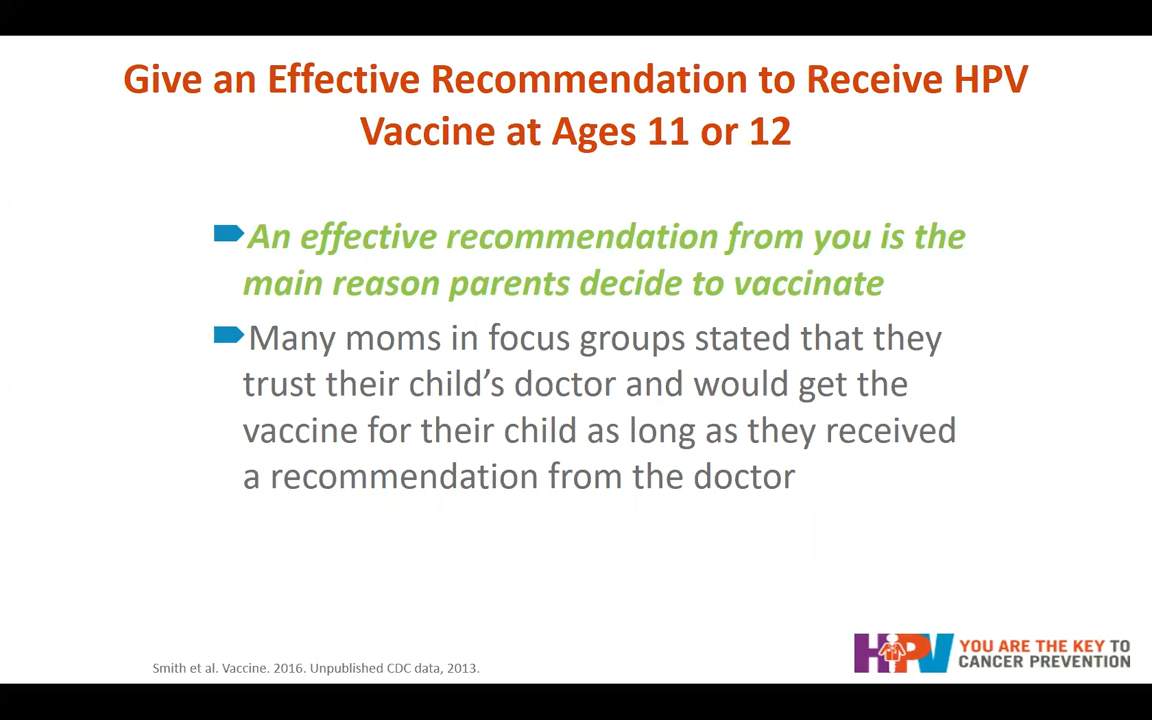 Give an Effective Recommendation to Receive HPV
Vaccine at Ages 11 or 12
An effective recommendation from you is the
main reason parents decide to vaccinate
Many moms in focus groups stated that they
trust their child’s doctor and would get the
vaccine for their child as long as they received
a recommendation from the doctor
Smith et al. Vaccine. 2016. Unpublished CDC data, 2013.
HPV
YOU ARE THE KEY TO
CANCER PREVENTION